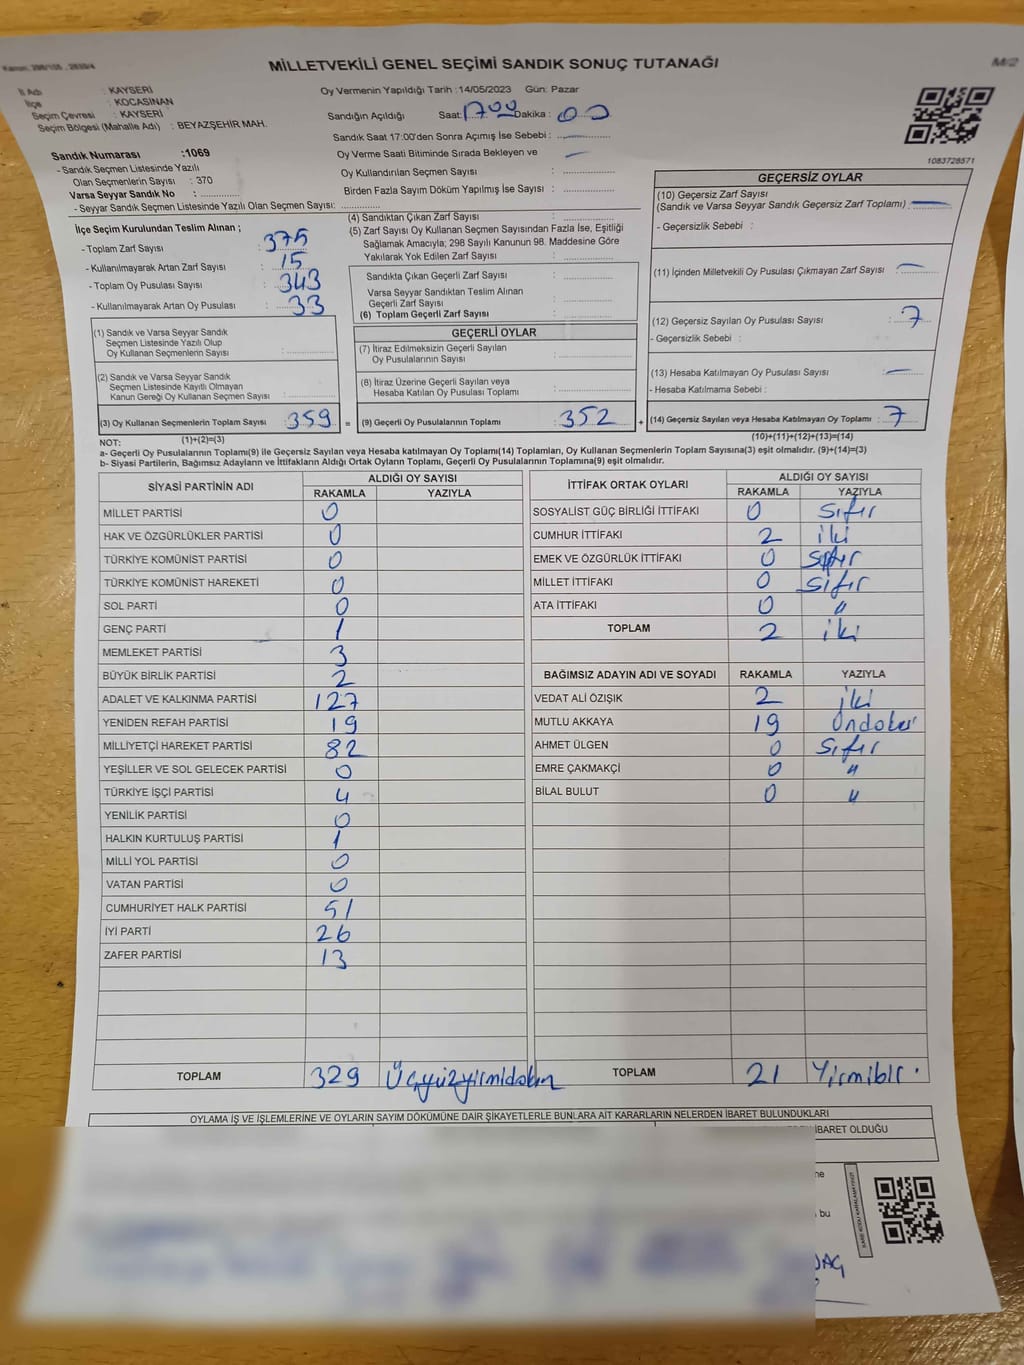 Kanun: 298/105 , 2839/4
MİLLETVEKİLİ GENEL SEÇİMİ SANDIK SONUÇ TUTANAĞI
M/2
İl Adı : KAYSERİ
İlçe : KOCASİNAN
Seçim Çevresi : KAYSERİ
Seçim Bölgesi (Mahalle Adı) : BEYAZŞEHİR MAH.
Oy Vermenin Yapıldığı Tarih :14/05/2023 Gün: Pazar
Sandığın Açıldığı Saat: 17:00 Dakika : 00
Sandık Saat 17:00'den Sonra Açımış İse Sebebi : —
Oy Verme Saati Bitiminde Sırada Bekleyen ve —
Oy Kullandırılan Seçmen Sayısı : ..............
Birden Fazla Sayım Döküm Yapılmış İse Sayısı : ..............
1083728571
Sandık Numarası :1069
- Sandık Seçmen Listesinde Yazılı
Olan Seçmenlerin Sayısı : 370
Varsa Seyyar Sandık No : ..............
- Seyyar Sandık Seçmen Listesinde Yazılı Olan Seçmen Sayısı: ..............
İlçe Seçim Kurulundan Teslim Alınan ;
- Toplam Zarf Sayısı : 375
- Kullanılmayarak Artan Zarf Sayısı : 15
- Toplam Oy Pusulası Sayısı : 343
- Kullanılmayarak Artan Oy Pusulası : 33
(1) Sandık ve Varsa Seyyar Sandık
Seçmen Listesinde Yazılı Olup
Oy Kullanan Seçmenlerin Sayısı : ..............
(2) Sandık ve Varsa Seyyar Sandık
Seçmen Listesinde Kayıtlı Olmayan
Kanun Gereği Oy Kullanan Seçmen Sayısı : ..............
(3) Oy Kullanan Seçmenlerin Toplam Sayısı : 359 =
(1)+(2)=(3)
(4) Sandıktan Çıkan Zarf Sayısı : ..............
(5) Zarf Sayısı Oy Kullanan Seçmen Sayısından Fazla İse, Eşitliği
Sağlamak Amacıyla; 298 Sayılı Kanunun 98. Maddesine Göre
Yakılarak Yok Edilen Zarf Sayısı : ..............
Sandıkta Çıkan Geçerli Zarf Sayısı : ..............
Varsa Seyyar Sandıktan Teslim Alınan
Geçerli Zarf Sayısı : ..............
(6) Toplam Geçerli Zarf Sayısı : ..............
GEÇERLİ OYLAR
(7) İtiraz Edilmeksizin Geçerli Sayılan
Oy Pusulalarının Sayısı : ..............
(8) İtiraz Üzerine Geçerli Sayılan veya
Hesaba Katılan Oy Pusulaları Toplamı : ..............
(9) Geçerli Oy Pusulalarının Toplamı : 352 +
GEÇERSİZ OYLAR
(10) Geçersiz Zarf Sayısı
(Sandık ve Varsa Seyyar Sandık Geçersiz Zarf Toplamı) : —
- Geçersizlik Sebebi :
(11) İçinden Milletvekili Oy Pusulası Çıkmayan Zarf Sayısı : —
(12) Geçersiz Sayılan Oy Pusulası Sayısı : 7
- Geçersizlik Sebebi :
(13) Hesaba Katılmayan Oy Pusulası Sayısı : —
- Hesaba Katılmama Sebebi :
(14) Geçersiz Sayılan veya Hesaba Katılmayan Oy Toplamı : 7
(10)+(11)+(12)+(13)=(14)
NOT:
a- Geçerli Oy Pusulalarının Toplamı(9) ile Geçersiz Sayılan veya Hesaba katılmayan Oy Toplamı(14) Toplamları, Oy Kullanan Seçmenlerin Toplam Sayısına(3) eşit olmalıdır. (9)+(14)=(3)
b- Siyasi Partilerin, Bağımsız Adayların ve İttifakların Aldığı Ortak Oyların Toplamı, Geçerli Oy Pusulalarının Toplamına(9) eşit olmalıdır.
SİYASİ PARTİNİN ADI ALDIĞI OY SAYISI
RAKAMLA YAZIYLA
MİLLET PARTİSİ 0
HAK VE ÖZGÜRLÜKLER PARTİSİ 0
TÜRKİYE KOMÜNİST PARTİSİ 0
TÜRKİYE KOMÜNİST HAREKETİ 0
SOL PARTİ 0
GENÇ PARTİ 1
MEMLEKET PARTİSİ 3
BÜYÜK BİRLİK PARTİSİ 2
ADALET VE KALKINMA PARTİSİ 127
YENİDEN REFAH PARTİSİ 19
MİLLİYETÇİ HAREKET PARTİSİ 82
YEŞİLLER VE SOL GELECEK PARTİSİ 0
TÜRKİYE İŞÇİ PARTİSİ 4
YENİLİK PARTİSİ 0
HALKIN KURTULUŞ PARTİSİ 1
MİLLİ YOL PARTİSİ 0
VATAN PARTİSİ 0
CUMHURİYET HALK PARTİSİ 51
İYİ PARTİ 26
ZAFER PARTİSİ 13
TOPLAM 329 Üçyüzyirmidokuz
İTTİFAK ORTAK OYLARI ALDIĞI OY SAYISI
RAKAMLA YAZIYLA
SOSYALİST GÜÇ BİRLİĞİ İTTİFAKI 0 Sıfır
CUMHUR İTTİFAKI 2 iki
EMEK VE ÖZGÜRLÜK İTTİFAKI 0 Sıfır
MİLLET İTTİFAKI 0 Sıfır
ATA İTTİFAKI 0 "
TOPLAM 2 iki
BAĞIMSIZ ADAYIN ADI VE SOYADI RAKAMLA YAZIYLA
VEDAT ALİ ÖZIŞIK 2 iki
MUTLU AKKAYA 19 Ondokuz
AHMET ÜLGEN 0 Sıfır
EMRE ÇAKMAKÇİ 0 "
BİLAL BULUT 0 "
TOPLAM 21 Yirmibir.
OYLAMA İŞ VE İŞLEMLERİNE VE OYLARIN SAYIM DÖKÜMÜNE DAİR ŞİKAYETLERLE BUNLARA AİT KARARLARIN NELERDEN İBARET BULUNDUKLARI
İBARET OLDUĞU
ne
bu